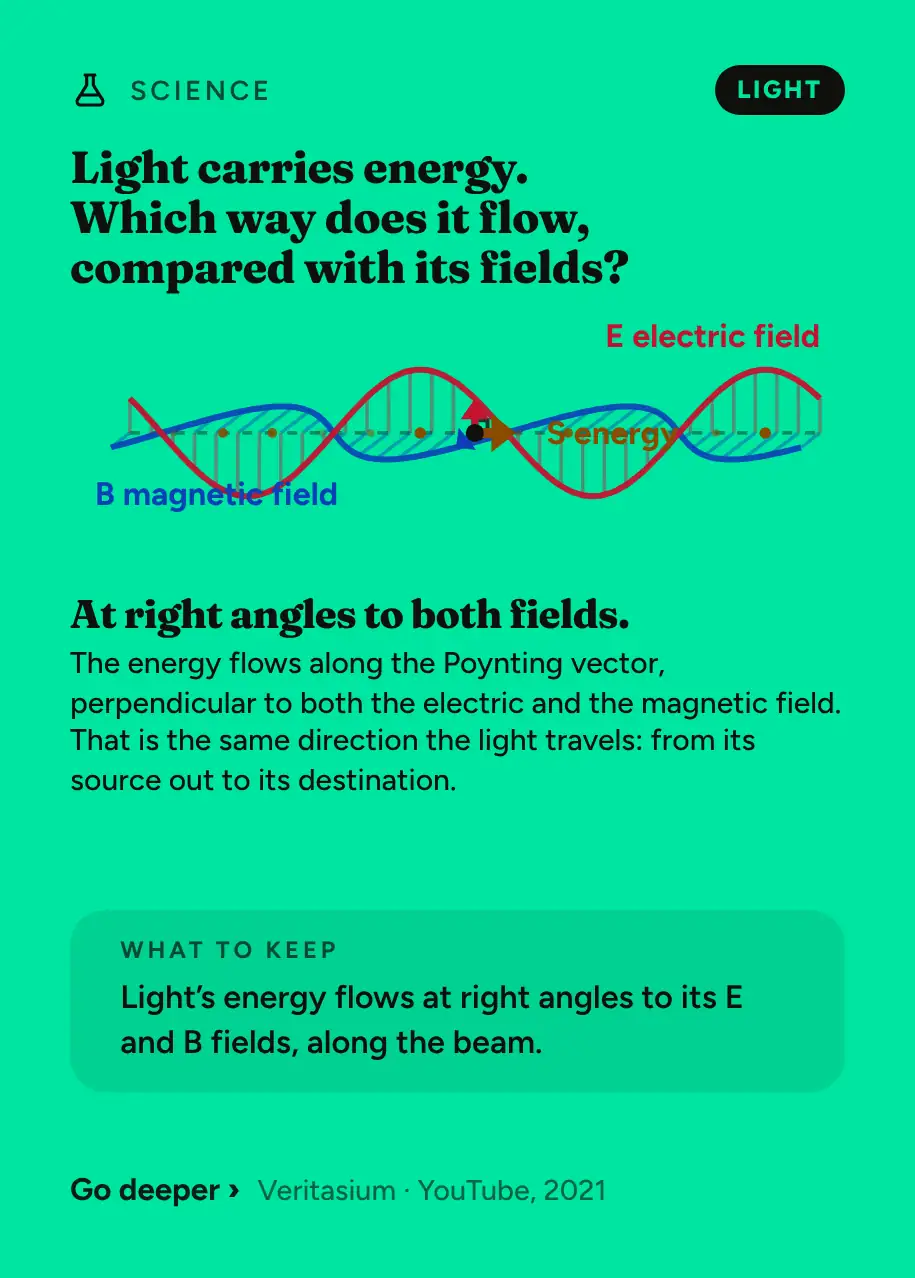 SCIENCE
LIGHT
Light carries energy.
Which way does it flow,
compared with its fields?
E electric field
S energy
B magnetic field
At right angles to both fields.
The energy flows along the Poynting vector,
perpendicular to both the electric and the magnetic field.
That is the same direction the light travels: from its
source out to its destination.
WHAT TO KEEP
Light’s energy flows at right angles to its E
and B fields, along the beam.
Go deeper › Veritasium · YouTube, 2021